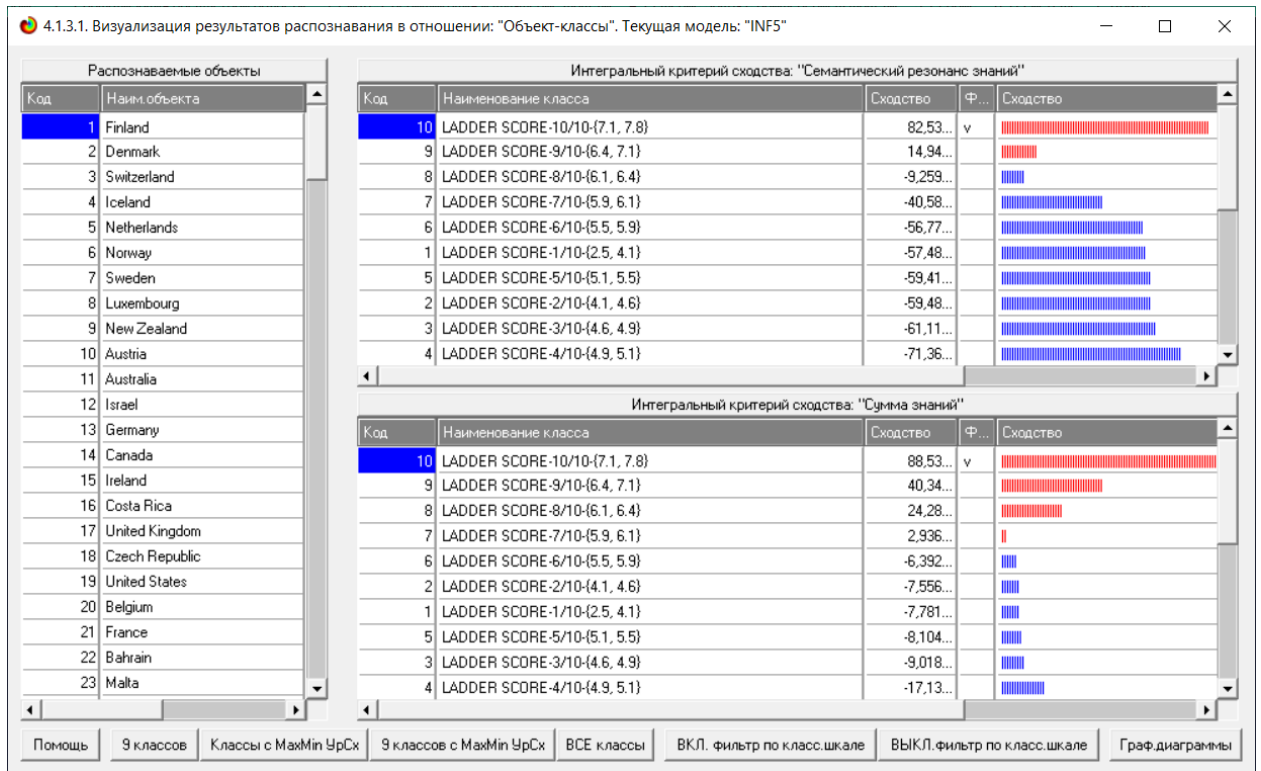 4.1.3.1. Визуализация результатов распознавания в отношении: "Объект-классы". Текущая модель: "INF5"
Распознаваемые объекты
Код Наим.объекта
1 Finland
2 Denmark
3 Switzerland
4 Iceland
5 Netherlands
6 Norway
7 Sweden
8 Luxembourg
9 New Zealand
10 Austria
11 Australia
12 Israel
13 Germany
14 Canada
15 Ireland
16 Costa Rica
17 United Kingdom
18 Czech Republic
19 United States
20 Belgium
21 France
22 Bahrain
23 Malta
Интегральный критерий сходства: "Семантический резонанс знаний"
Код Наименование класса Сходство Ф... Сходство
10 LADDER SCORE-10/10-{7.1, 7.8} 82,53... v
9 LADDER SCORE-9/10-{6.4, 7.1} 14,94...
8 LADDER SCORE-8/10-{6.1, 6.4} -9,259...
7 LADDER SCORE-7/10-{5.9, 6.1} -40,58...
6 LADDER SCORE-6/10-{5.5, 5.9} -56,77...
1 LADDER SCORE-1/10-{2.5, 4.1} -57,48...
5 LADDER SCORE-5/10-{5.1, 5.5} -59,41...
2 LADDER SCORE-2/10-{4.1, 4.6} -59,48...
3 LADDER SCORE-3/10-{4.6, 4.9} -61,11...
4 LADDER SCORE-4/10-{4.9, 5.1} -71,36...
Интегральный критерий сходства: "Сумма знаний"
Код Наименование класса Сходство Ф... Сходство
10 LADDER SCORE-10/10-{7.1, 7.8} 88,53... v
9 LADDER SCORE-9/10-{6.4, 7.1} 40,34...
8 LADDER SCORE-8/10-{6.1, 6.4} 24,28...
7 LADDER SCORE-7/10-{5.9, 6.1} 2,936...
6 LADDER SCORE-6/10-{5.5, 5.9} -6,392...
2 LADDER SCORE-2/10-{4.1, 4.6} -7,556...
1 LADDER SCORE-1/10-{2.5, 4.1} -7,781...
5 LADDER SCORE-5/10-{5.1, 5.5} -8,104...
3 LADDER SCORE-3/10-{4.6, 4.9} -9,018...
4 LADDER SCORE-4/10-{4.9, 5.1} -17,13...
Помощь 9 классов Классы с MaxMin УрСх 9 классов с MaxMin УрСх ВСЕ классы ВКЛ. фильтр по класс.шкале ВЫКЛ.фильтр по класс.шкале Граф.диаграммы